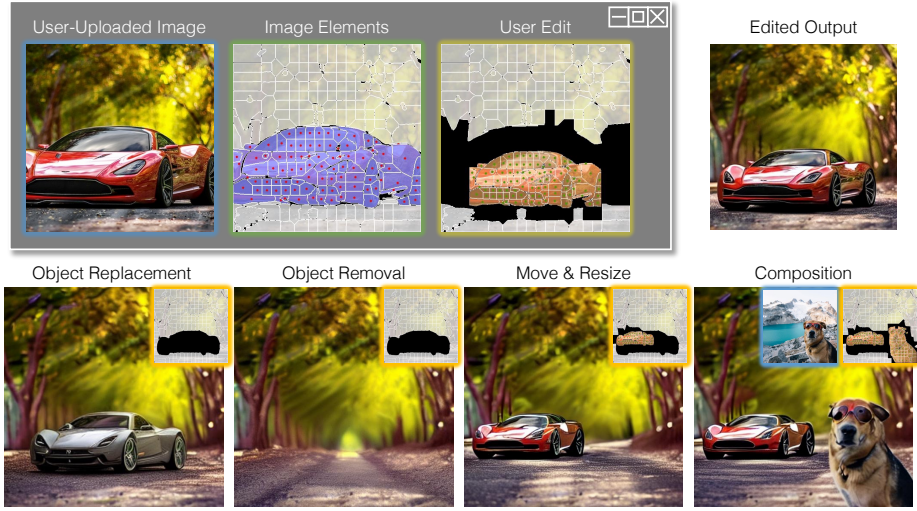 User-Uploaded Image
Image Elements
User Edit
Edited Output
Object Replacement
Object Removal
Move & Resize
Composition